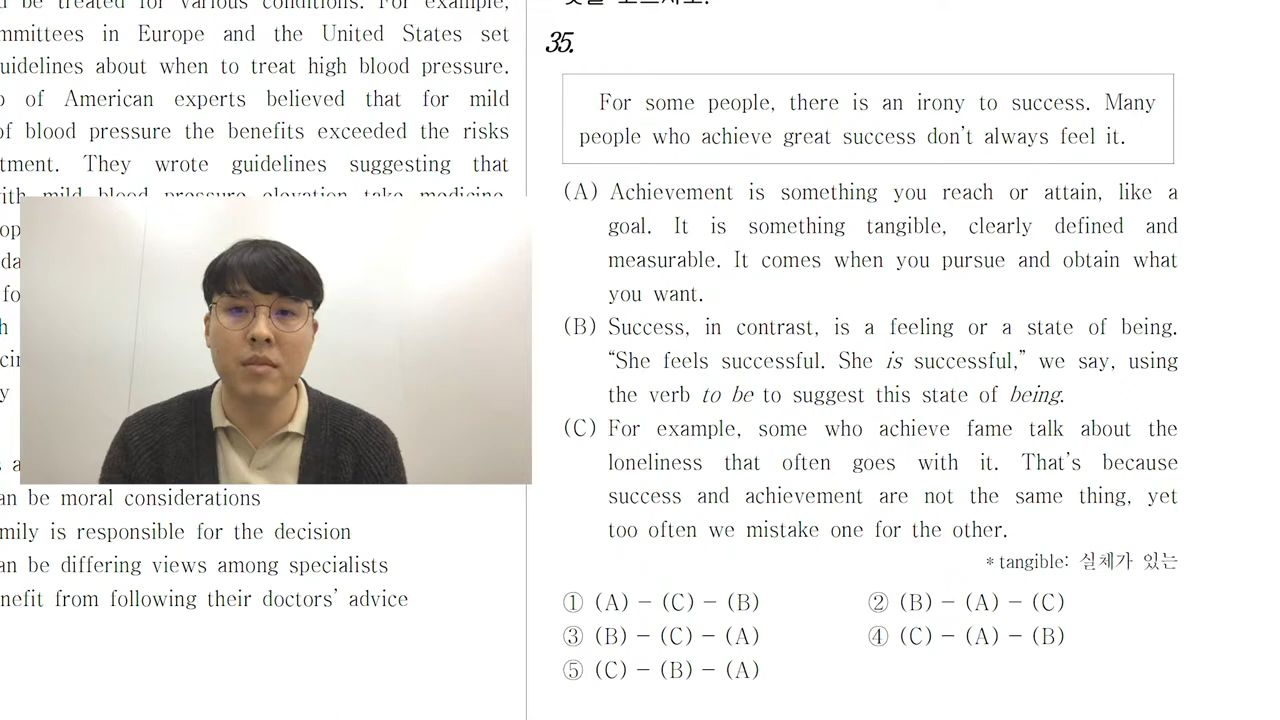 be treated for various conditions. For example,
in Europe and the United States set
about when to treat high blood pressure.
of American experts believed that for mild
of blood pressure the benefits exceeded the risks
They wrote guidelines suggesting that
mild blood pressure elevation take medicine.
be moral considerations
is responsible for the decision
be differing views among specialists
from following their doctors' advice
35.
For some people, there is an irony to success. Many
people who achieve great success don't always feel it.
(A) Achievement is something you reach or attain, like a
goal. It is something tangible, clearly defined and
measurable. It comes when you pursue and obtain what
you want.
(B) Success, in contrast, is a feeling or a state of being.
“She feels successful. She is successful,” we say, using
the verb to be to suggest this state of being.
(C) For example, some who achieve fame talk about the
loneliness that often goes with it. That's because
success and achievement are not the same thing, yet
too often we mistake one for the other.
* tangible: 실체가 있는
① (A) - (C) - (B) ② (B) - (A) - (C)
③ (B) - (C) - (A) ④ (C) - (A) - (B)
⑤ (C) - (B) - (A)